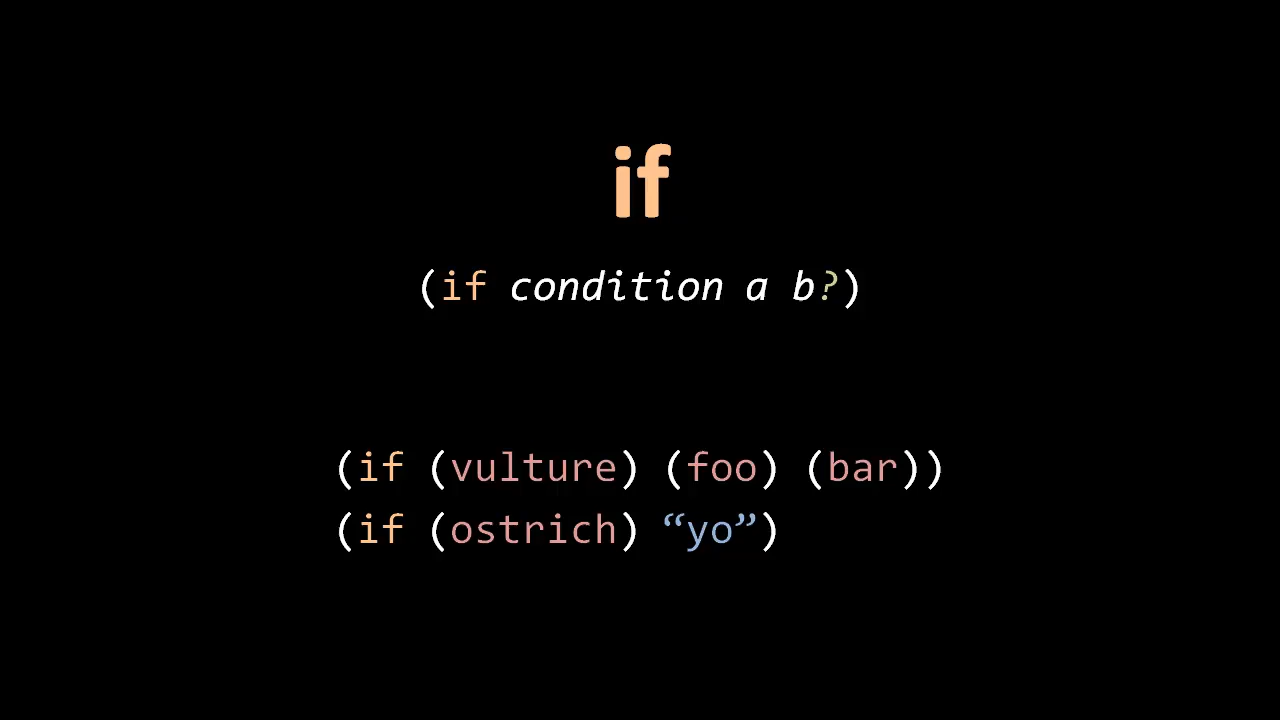 if
(if condition a b?)
(if (vulture) (foo) (bar))
(if (ostrich) “yo”)